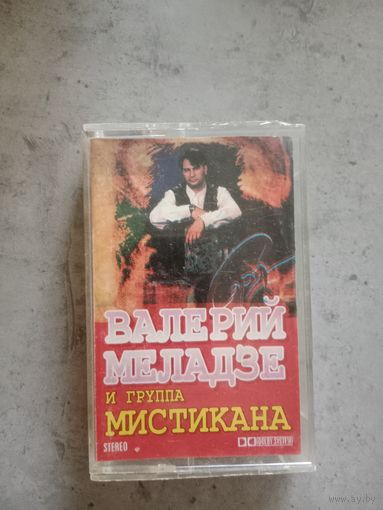 ВАЛЕРИЙ
МЕЛАДЗЕ
И ГРУППА
МИСТИКАНА
STEREO
DOLBY SYSTEM
www.ay.by